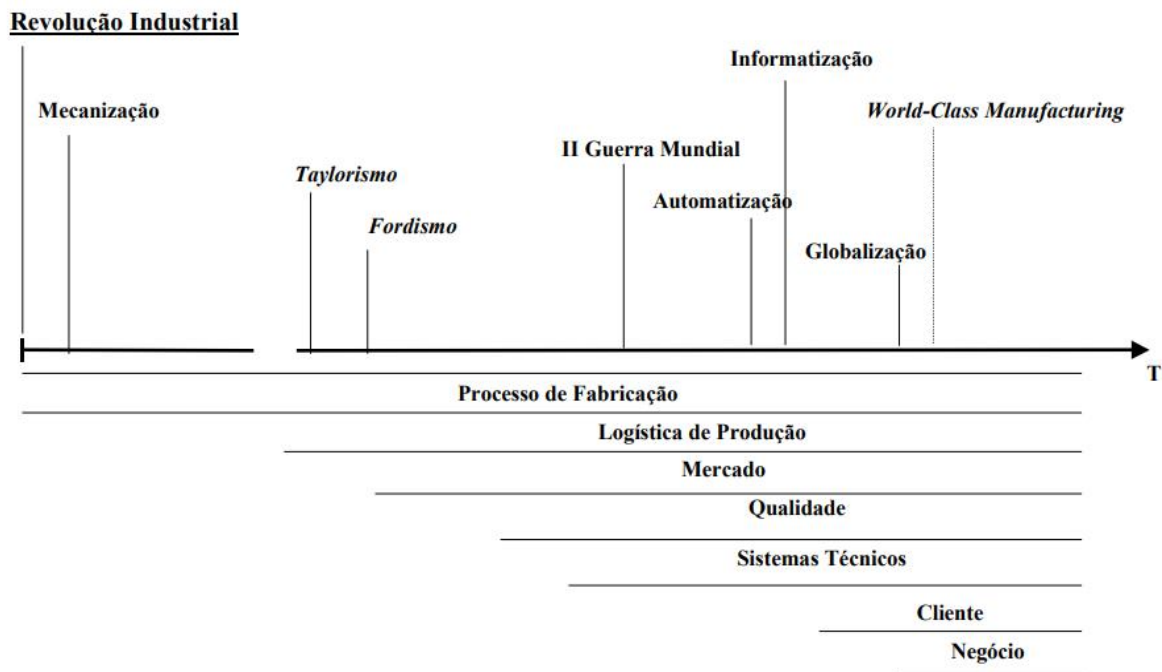 Revolução Industrial
Informatização
Mecanização
World-Class Manufacturing
II Guerra Mundial
Taylorismo
Automatização
Fordismo
Globalização
T
Processo de Fabricação
Logística de Produção
Mercado
Qualidade
Sistemas Técnicos
Cliente
Negócio